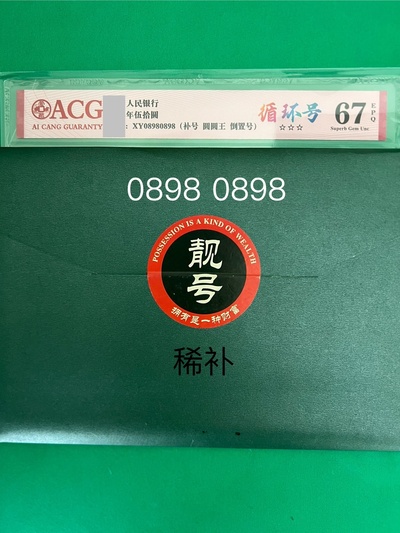 ACG
AI CANG GUARANTY
人民银行
年伍拾圆
: XY08980898 (补号 圆圆王 倒置号)
循环号
☆☆☆
67
EPQ
Superb Gem Unc
0898 0898
POSSESSION IS A KIND OF WEALTH
靓号
拥有是一种财富
稀补